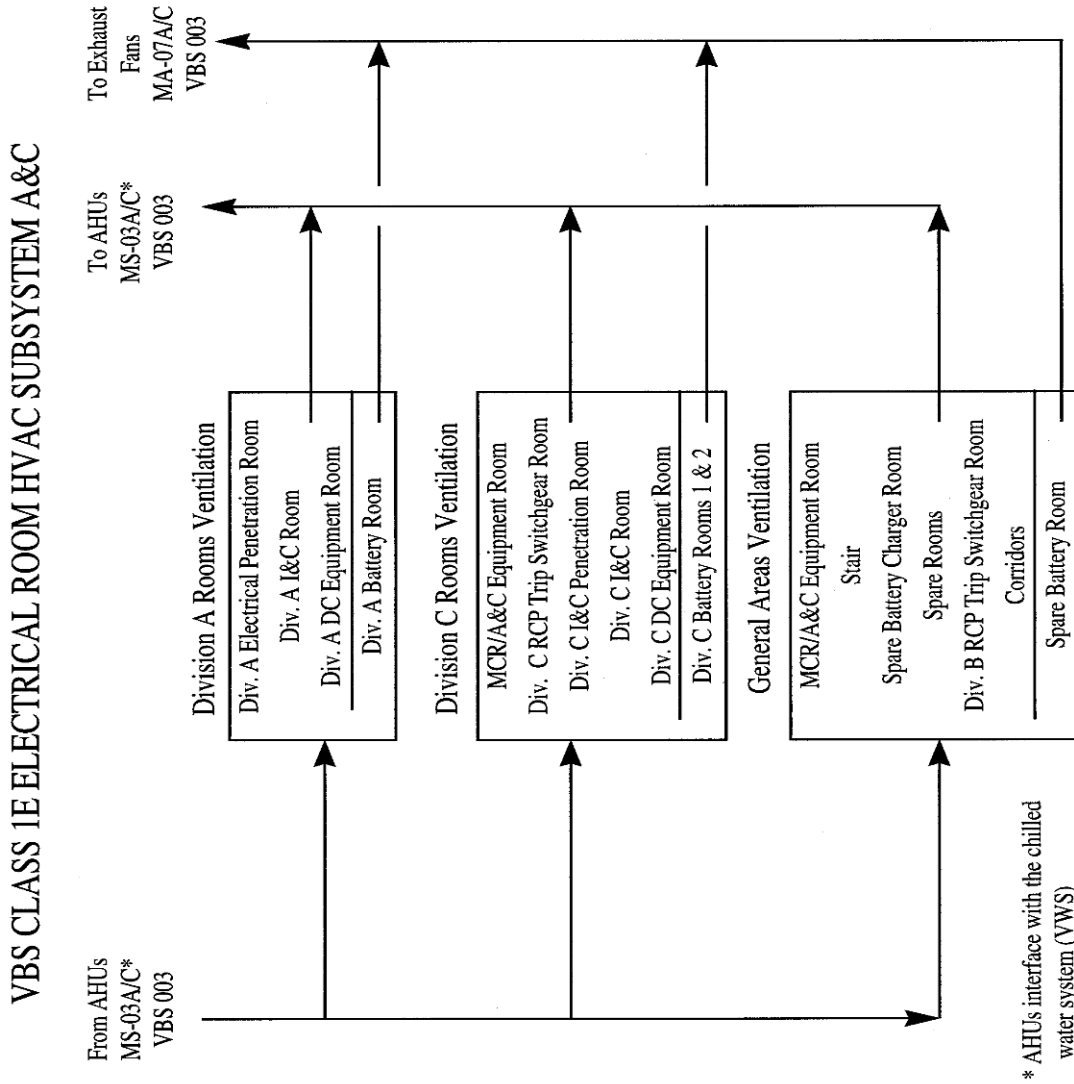 VBS CLASS 1E ELECTRICAL ROOM HVAC SUBSYSTEM A&C
From AHUs
MS-03A/C*
VBS 003
To AHUs
MS-03A/C*
VBS 003
To Exhaust
Fans
MA-07A/C
VBS 003
Division A Rooms Ventilation
Div. A Electrical Penetration Room
Div. A I&C Room
Div. A DC Equipment Room
Div. A Battery Room
Division C Rooms Ventilation
MCR/A&C Equipment Room
Div. C RCP Trip Switchgear Room
Div. C I&C Penetration Room
Div. C I&C Room
Div. C DC Equipment Room
Div. C Battery Rooms 1 & 2
General Areas Ventilation
MCR/A&C Equipment Room
Stair
Spare Battery Charger Room
Spare Rooms
Div. B RCP Trip Switchgear Room
Corridors
Spare Battery Room
* AHUs interface with the chilled
water system (VWS)